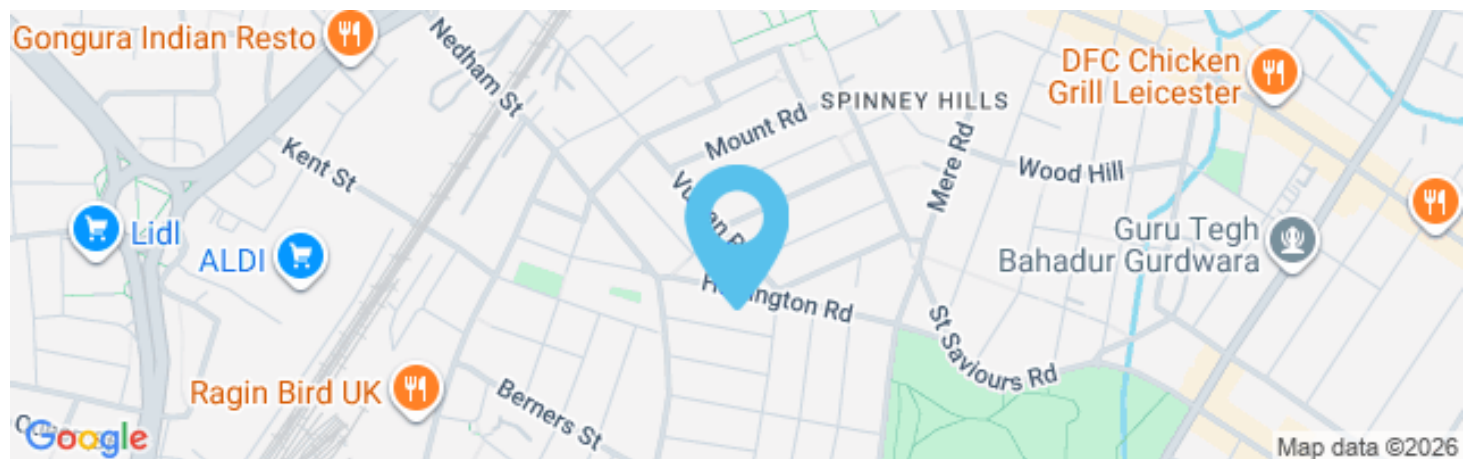 Gongura Indian Resto
Nedham St
DFC Chicken
Grill Leicester
SPINNEY HILLS
Mount Rd
Kent St
Mere Rd
Wood Hill
Lidl
ALDI
Guru Tegh
Bahadur Gurdwara
Rd
St Saviours Rd
Ragin Bird UK
Berners St
Google
Map data ©2026